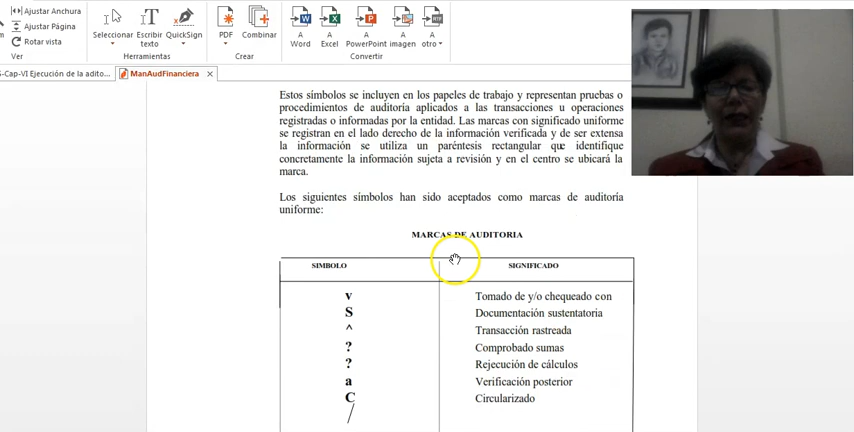 Ajustar Anchura
Ajustar Página
Rotar vista
Ver
Seleccionar
Escribir texto
QuickSign
Herramientas
PDF
Combinar
Crear
A Word
A Excel
A PowerPoint
A imagen
A otro
Convertir
-Cap-VI Ejecución de la adito...
ManAudFinanciera
Estos símbolos se incluyen en los papeles de trabajo y representan pruebas o
procedimientos de auditoría aplicados a las transacciones u operaciones
registradas o informadas por la entidad. Las marcas con significado uniforme
se registran en el lado derecho de la información verificada y de ser extensa
la información se utiliza un paréntesis rectangular que identifique
concretamente la información sujeta a revisión y en el centro se ubicará la
marca.
Los siguientes símbolos han sido aceptados como marcas de auditoría
uniforme:
MARCAS DE AUDITORIA
SIMBOLO SIGNIFICADO
v Tomado de y/o chequeado con
S Documentación sustentatoria
^ Transacción rastreada
? Comprobado sumas
? Rejecución de cálculos
a Verificación posterior
C Circularizado
/